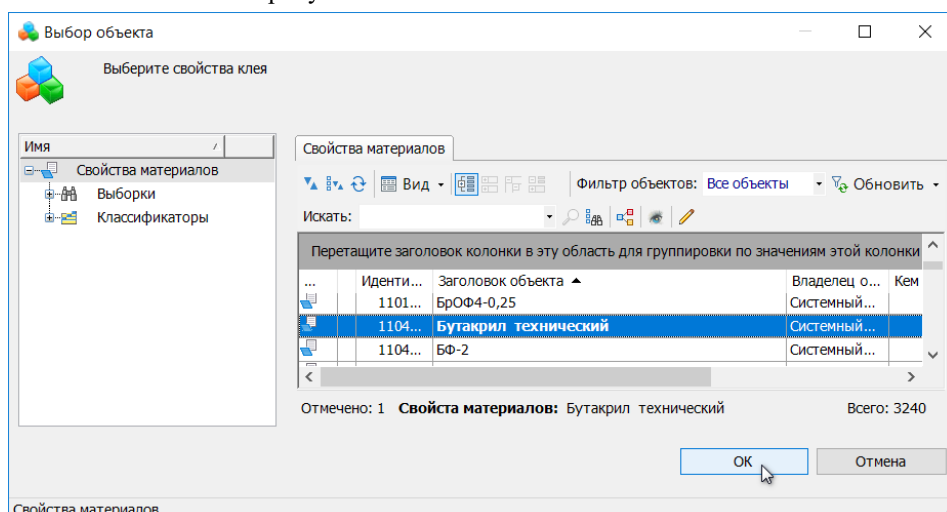 Выбор объекта
Выберите свойства клея
Имя
Свойства материалов
Выборки
Классификаторы
Свойства материалов
Вид Фильтр объектов: Все объекты Обновить
Искать:
Перетащите заголовок колонки в эту область для группировки по значениям этой колонки
... Иденти... Заголовок объекта Владелец о... Кем
1101... БрОФ4-0,25 Системный...
1104... Бутакрил технический Системный...
1104... БФ-2 Системный...
Отмечено: 1 Свойста материалов: Бутакрил технический Всего: 3240
ОК Отмена
Свойства материалов